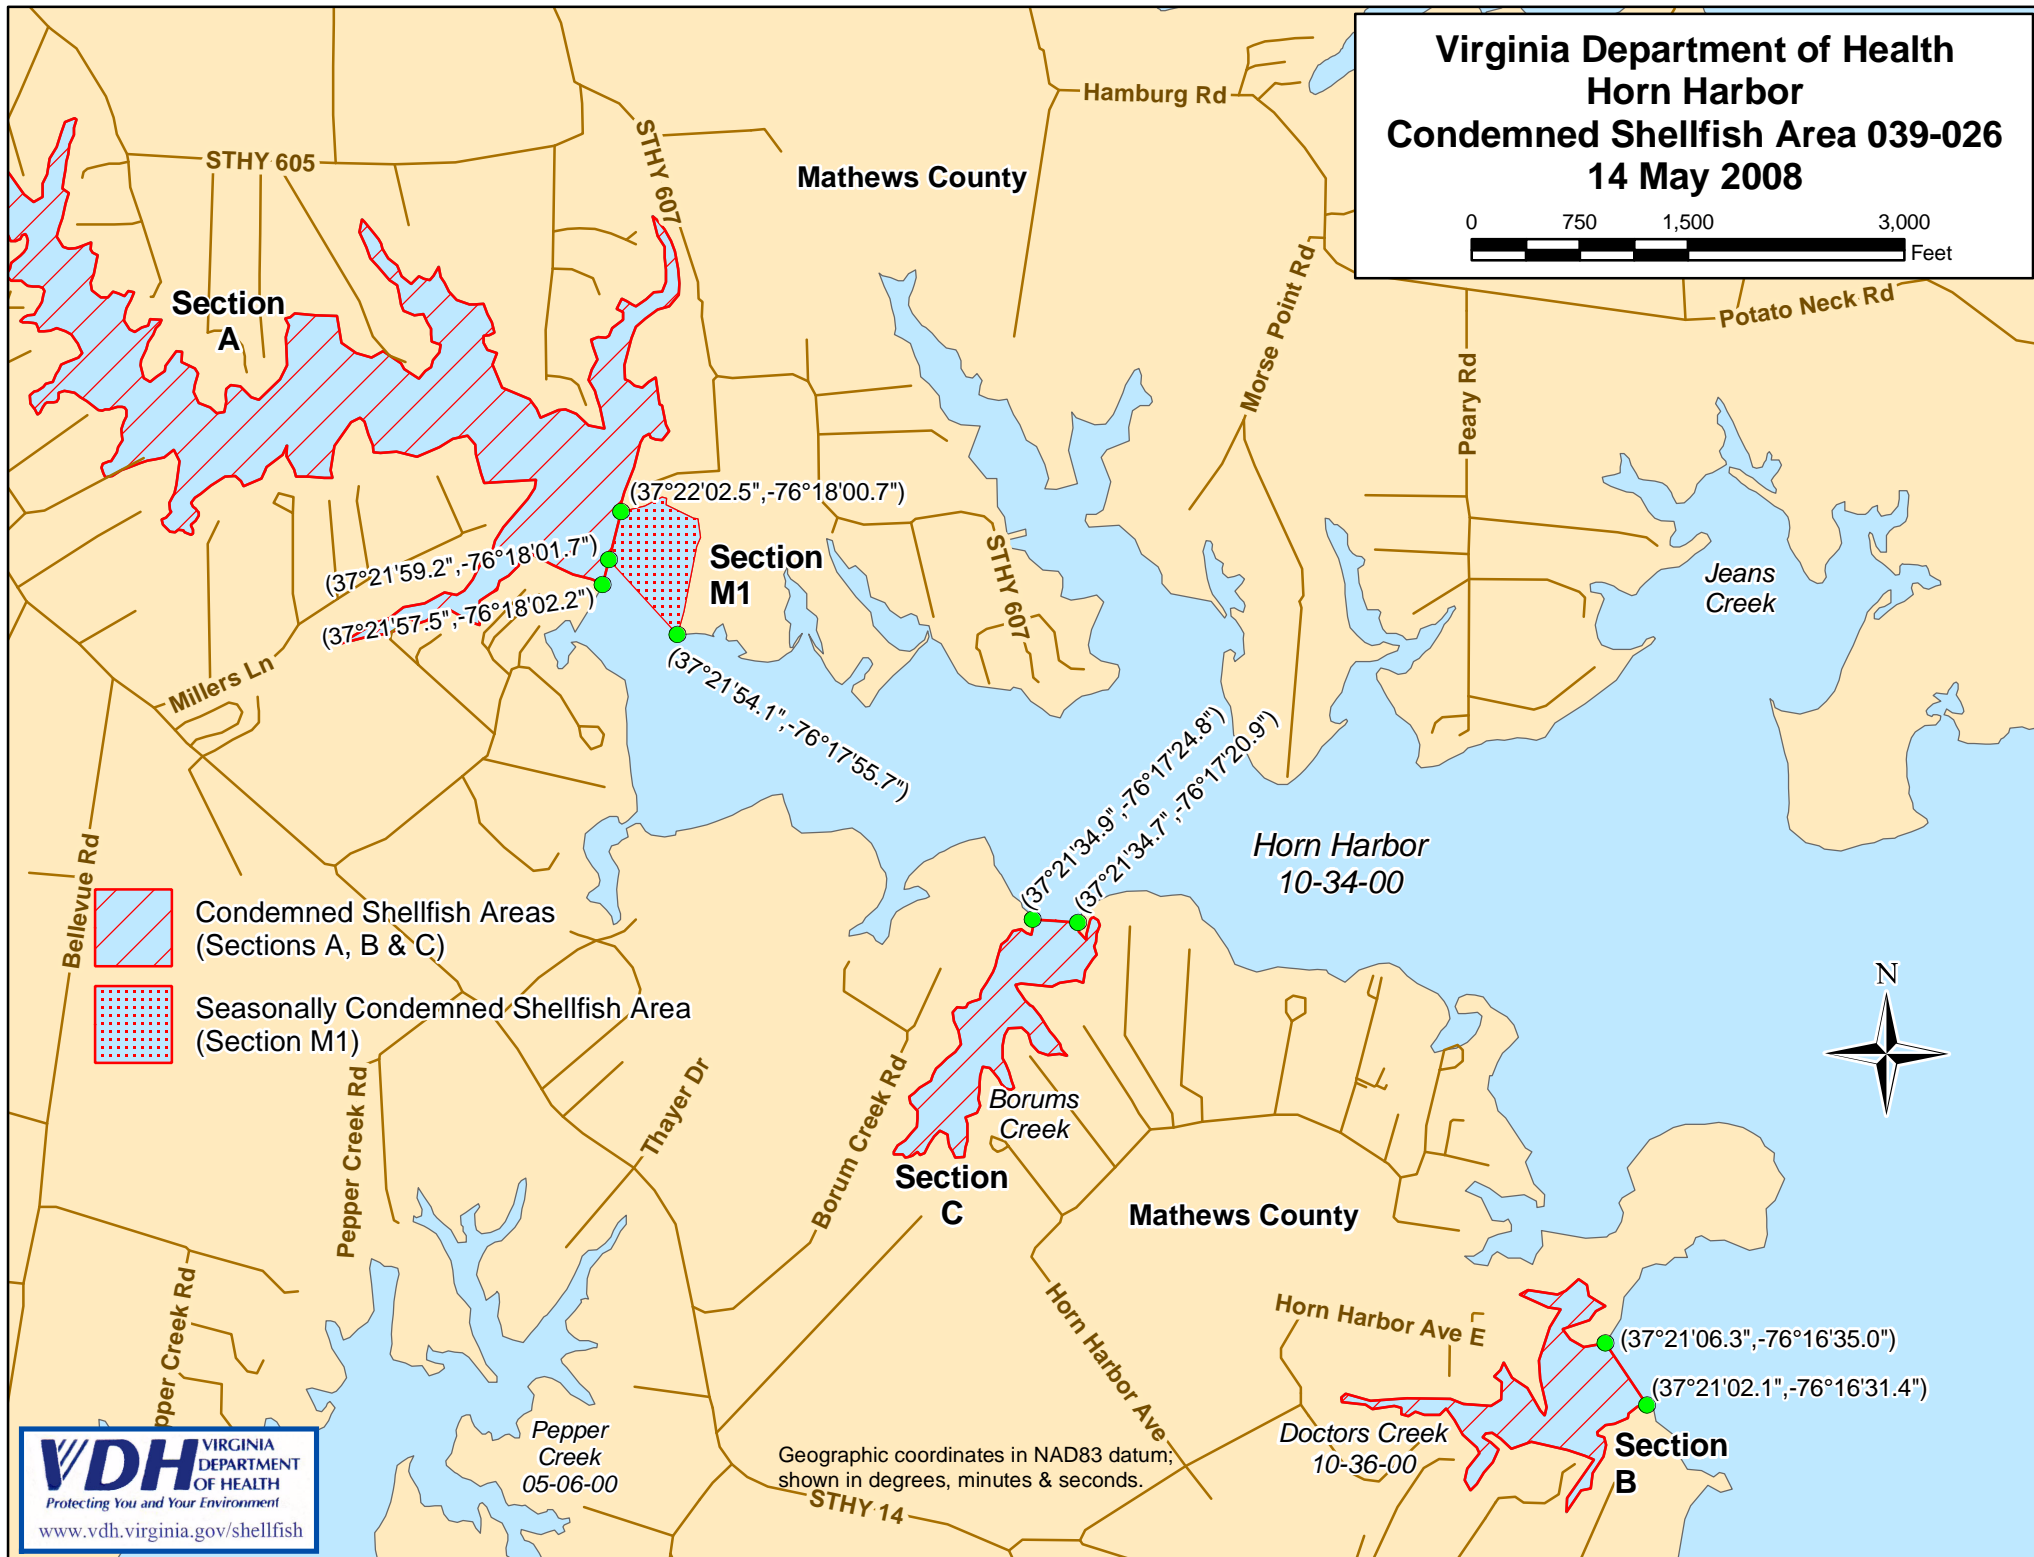 Virginia Department of Health
Horn Harbor
Condemned Shellfish Area 039-026
14 May 2008
0 750 1,500 3,000
Feet
Hamburg Rd
STHY 605
STHY 607
Mathews County
Section
A
Morse Point Rd
Potato Neck Rd
Peary Rd
(37°22'02.5",-76°18'00.7")
(37°21'59.2",-76°18'01.7")
(37°21'57.5",-76°18'02.2")
Section
M1
STHY 607
Jeans
Creek
Millers Ln
(37°21'54.1",-76°17'55.7")
(37°21'34.9",-76°17'24.8")
(37°21'34.7",-76°17'20.9")
Horn Harbor
10-34-00
Bellevue Rd
Condemned Shellfish Areas
(Sections A, B & C)
Seasonally Condemned Shellfish Area
(Section M1)
N
Pepper Creek Rd
Thayer Dr
Borum Creek Rd
Borums
Creek
Section
C
Mathews County
Pepper Creek Rd
Horn Harbor Ave
Horn Harbor Ave E
(37°21'06.3",-76°16'35.0")
(37°21'02.1",-76°16'31.4")
Doctors Creek
10-36-00
Section
B
Pepper
Creek
05-06-00
Geographic coordinates in NAD83 datum;
shown in degrees, minutes & seconds.
STHY 14
VDH VIRGINIA
DEPARTMENT
OF HEALTH
Protecting You and Your Environment
www.vdh.virginia.gov/shellfish